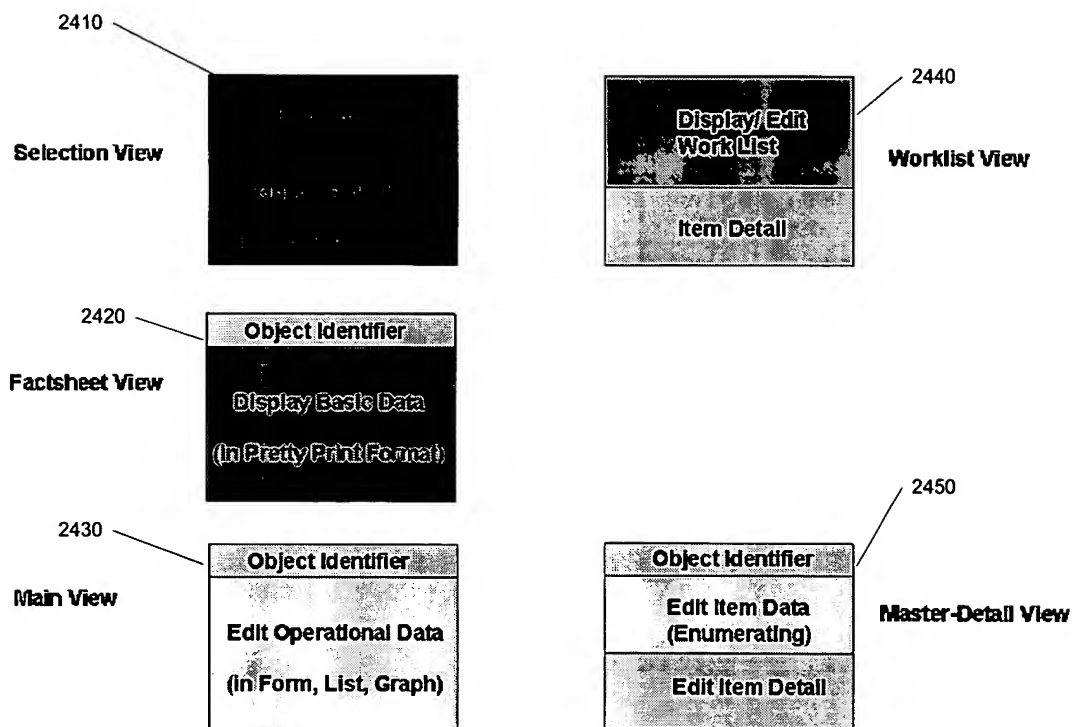 2410
Selection View
2440
Display/ Edit
Work List
Item Detail
Worklist View
2420
Factsheet View
Object Identifier
Display Basic Data
(in Pretty Print Format)
2430
Main View
Object Identifier
Edit Operational Data
(in Form, List, Graph)
2450
Object Identifier
Edit Item Data
(Enumerating)
Edit Item Detail
Master-Detail View